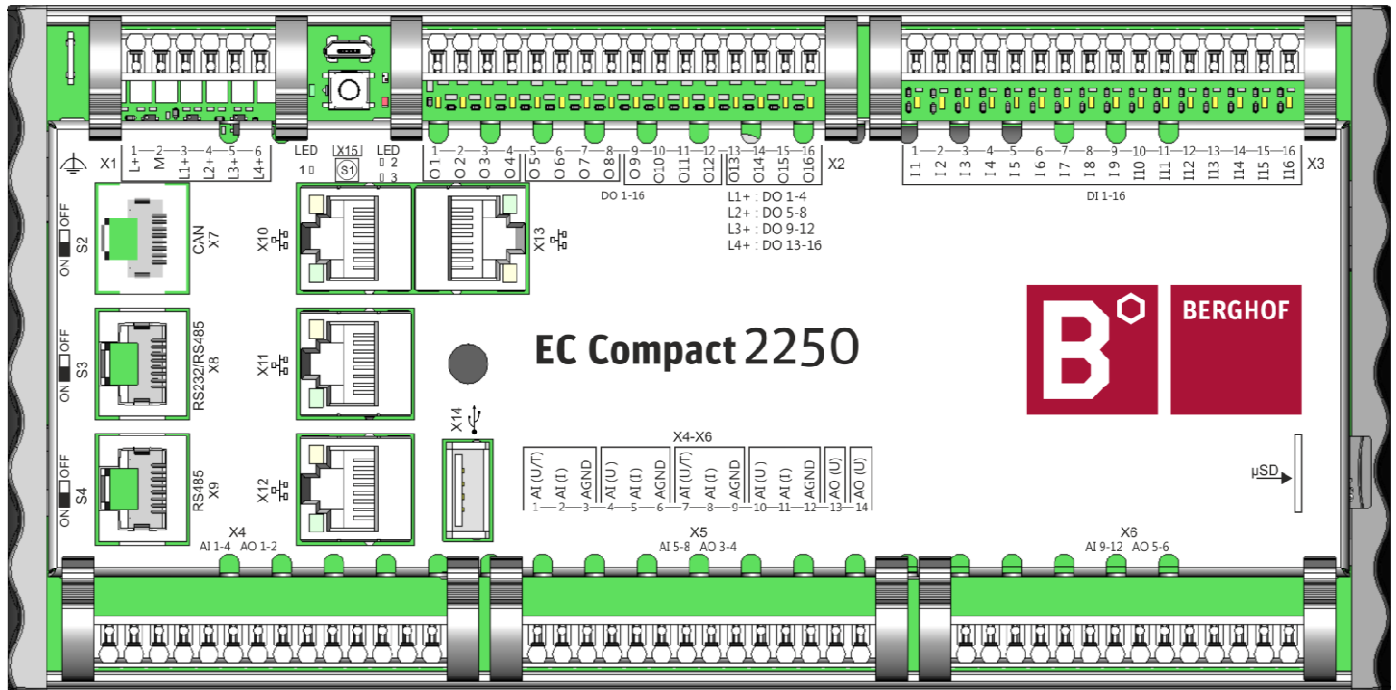 X1
1 2 3 4 5 6
L+ M L1+ L2+ L3+ L4+
LED X15 LED
1 S1 2
3
1 2 3 4 5 6 7 8 9 10 11 12 13 14 15 16
O1 O2 O3 O4 O5 O6 O7 O8 O9 O10 O11 O12 O13 O14 O15 O16
X2
1 2 3 4 5 6 7 8 9 10 11 12 13 14 15 16
I1 I2 I3 I4 I5 I6 I7 I8 I9 I10 I11 I12 I13 I14 I15 I16
X3
DO 1-16
L1+ : DO 1-4
L2+ : DO 5-8
L3+ : DO 9-12
L4+ : DO 13-16
DI 1-16
ON OFF
S2
CAN
X7
X10
X13
ON OFF
S3
RS232/RS485
X8
X11
EC Compact 2250
B
BERGHOF
ON OFF
S4
RS485
X9
X12
X14
X4-X6
AI (U/T) AI (I) AGND AI (U) AI (I) AGND AI (U/T) AI (I) AGND AI (U) AI (I) AGND AO (U) AO (U)
1 2 3 4 5 6 7 8 9 10 11 12 13 14
µSD
X4
AI 1-4 AO 1-2
X5
AI 5-8 AO 3-4
X6
AI 9-12 AO 5-6